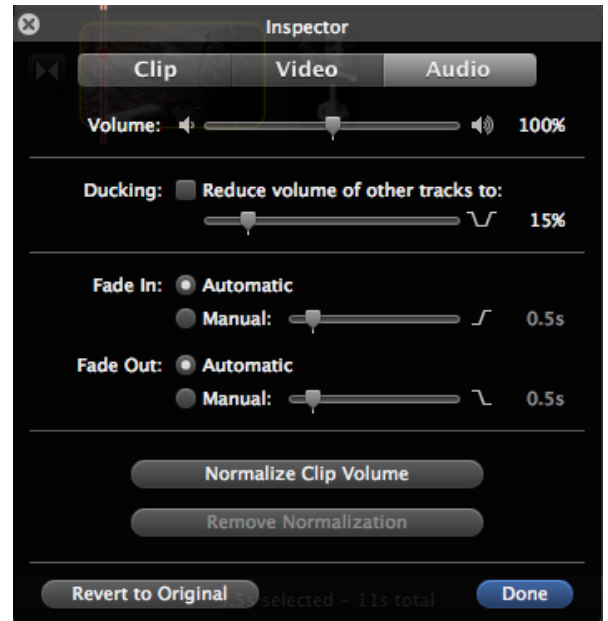 Inspector
Clip Video Audio
Volume: 100%
Ducking: Reduce volume of other tracks to:
15%
Fade In: Automatic
Manual: 0.5s
Fade Out: Automatic
Manual: 0.5s
Normalize Clip Volume
Remove Normalization
Revert to Original selected - 11s total Done